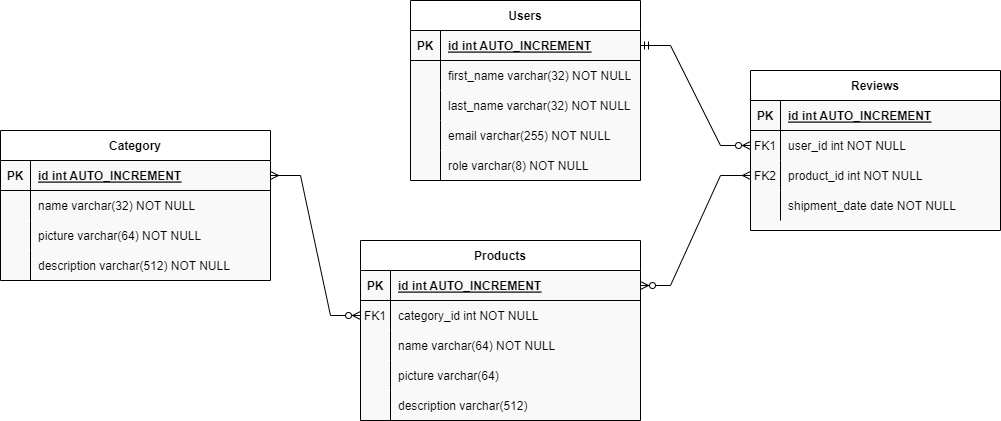 Users
PK id int AUTO_INCREMENT
first_name varchar(32) NOT NULL
last_name varchar(32) NOT NULL
email varchar(255) NOT NULL
role varchar(8) NOT NULL
Reviews
PK id int AUTO_INCREMENT
FK1 user_id int NOT NULL
FK2 product_id int NOT NULL
shipment_date date NOT NULL
Category
PK id int AUTO_INCREMENT
name varchar(32) NOT NULL
picture varchar(64) NOT NULL
description varchar(512) NOT NULL
Products
PK id int AUTO_INCREMENT
FK1 category_id int NOT NULL
name varchar(64) NOT NULL
picture varchar(64)
description varchar(512)